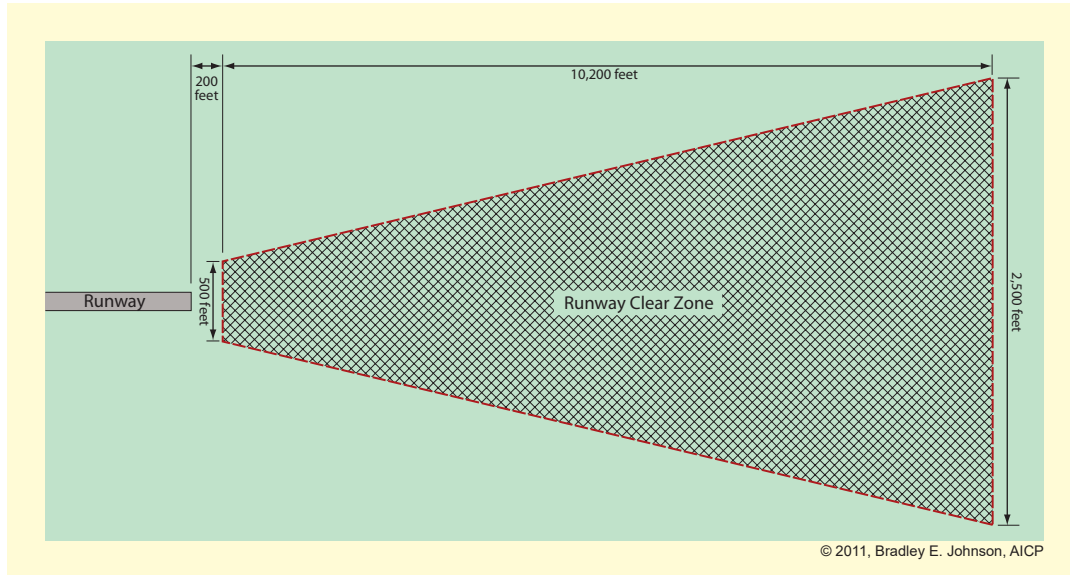 200
feet
10,200 feet
Runway
500 feet
Runway Clear Zone
2,500 feet
© 2011, Bradley E. Johnson, AICP